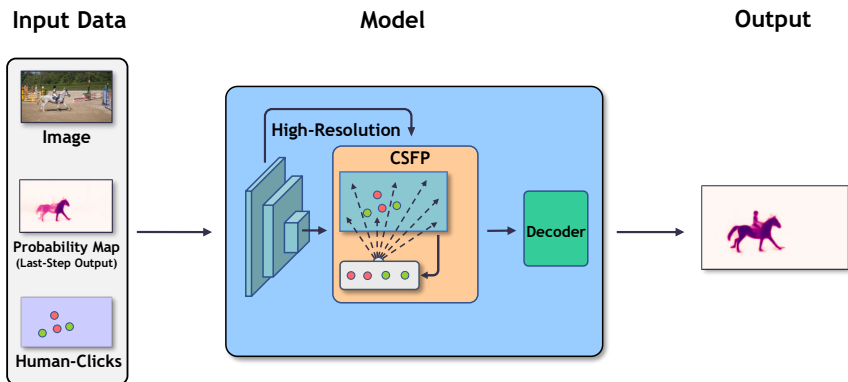 Input Data
Model
Output
Image
Probability Map
(Last-Step Output)
Human-Clicks
High-Resolution
CSFP
Decoder